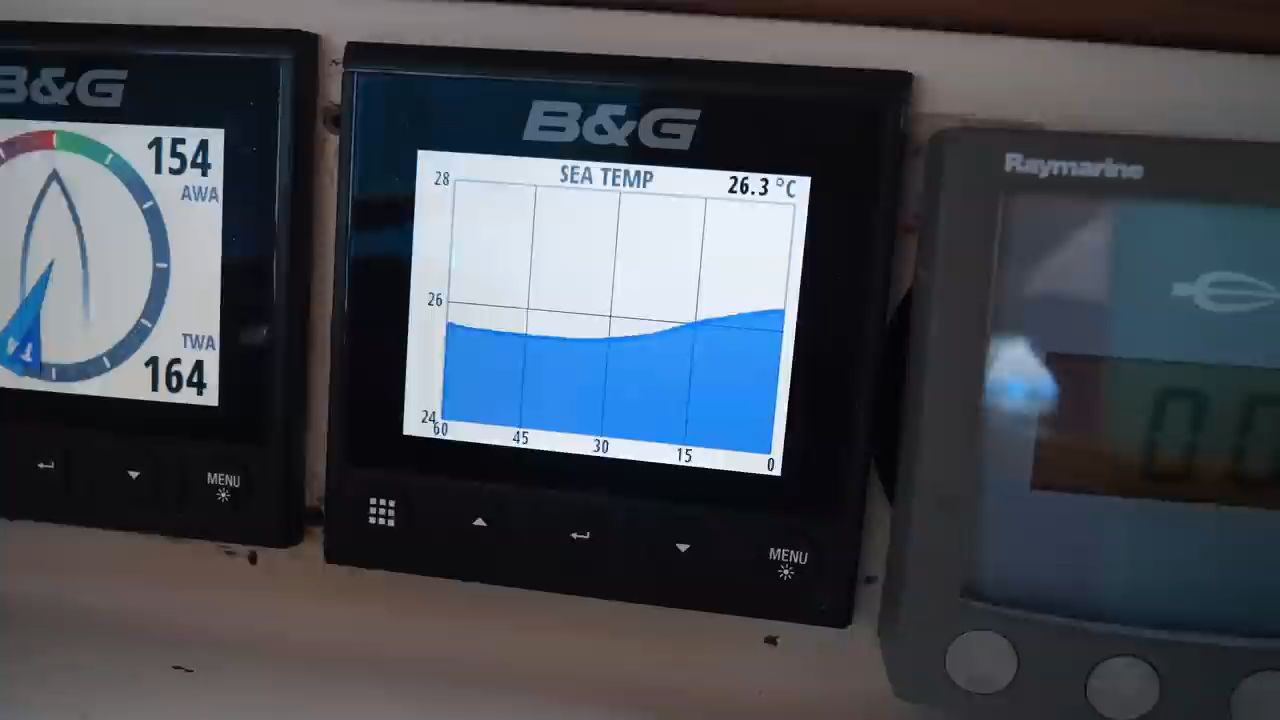 B&G
154
AWA
TWA
164
MENU
B&G
SEA TEMP 26.3 °C
28
26
24
60 45 30 15 0
MENU
Raymarine